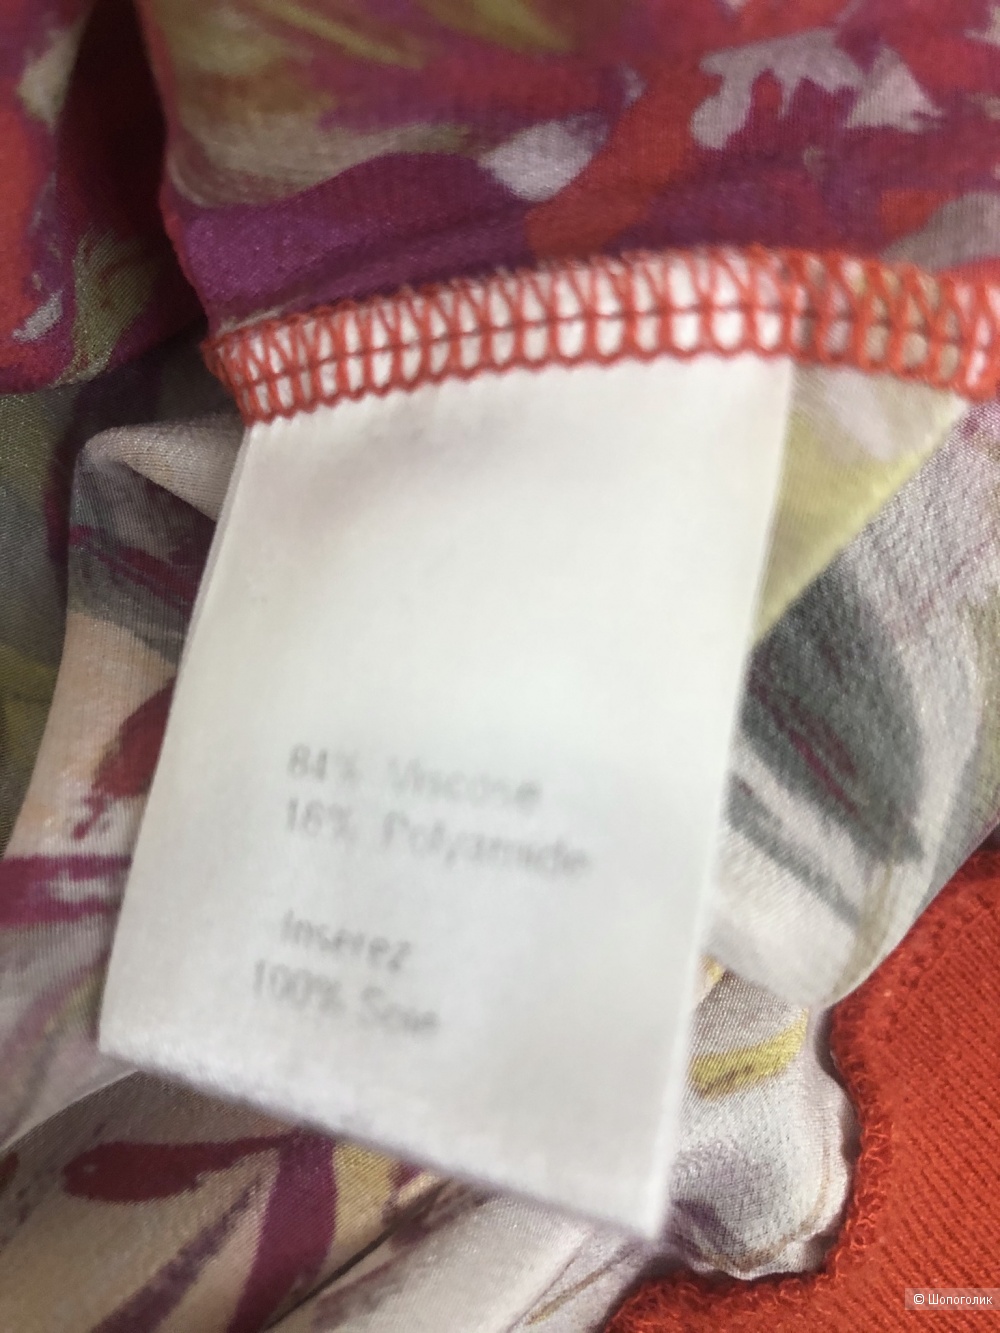 84% Viscose
16% Polyamide
Inserez
100% Soie
© Шопоголик